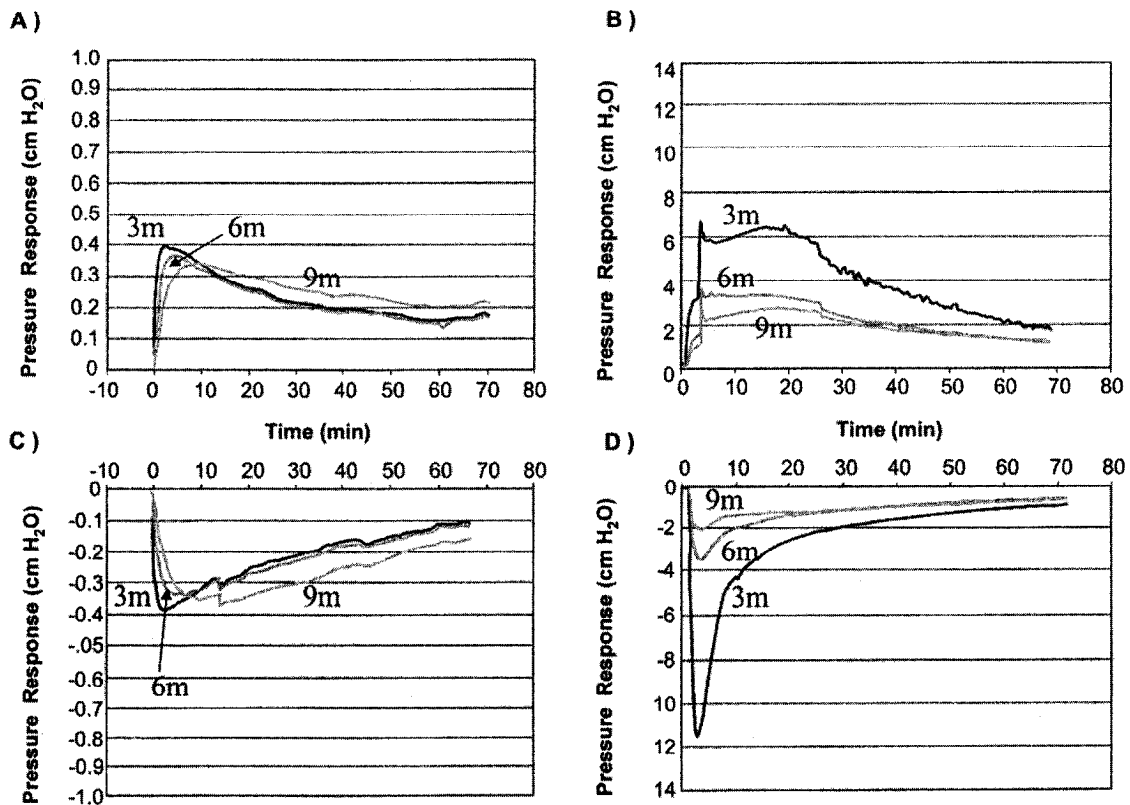 A )
Pressure Response (cm H₂O)
1.0
0.9
0.8
0.7
0.6
0.5
0.4
0.3
0.2
0.1
0
3m
6m
9m
-10 0 10 20 30 40 50 60 70 80
Time (min)
B )
Pressure Response (cm H₂O)
14
12
10
8
6
4
2
0
3m
6m
9m
0 10 20 30 40 50 60 70 80
Time (min)
C )
-10 0 10 20 30 40 50 60 70 80
Pressure Response (cm H₂O)
0
-0.1
-0.2
-0.3
-0.4
-.05
-0.6
-0.7
-0.8
-0.9
-1.0
3m
6m
9m
D )
0 10 20 30 40 50 60 70 80
Pressure Response (cm H₂O)
0
-2
-4
-6
-8
10
12
14
9m
6m
3m